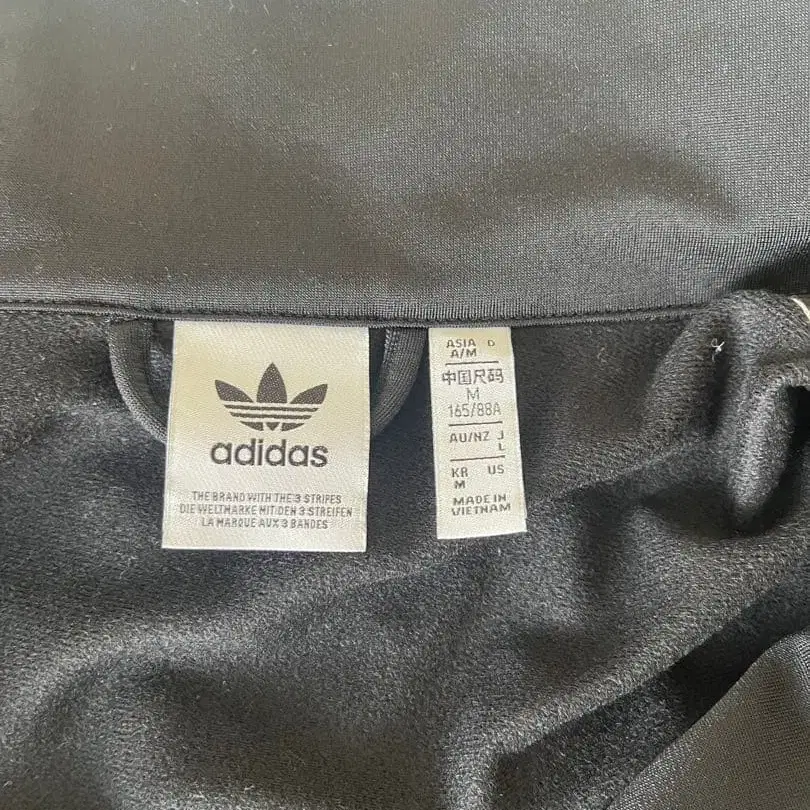 adidas
THE BRAND WITH THE 3 STRIPES
DIE WELTMARKE MIT DEN 3 STREIFEN
LA MARQUE AUX 3 BANDES
ASIA D
A/M
中国尺码
M
165/88A
AU/NZ J
L
KR US
M
MADE IN
VIETNAM